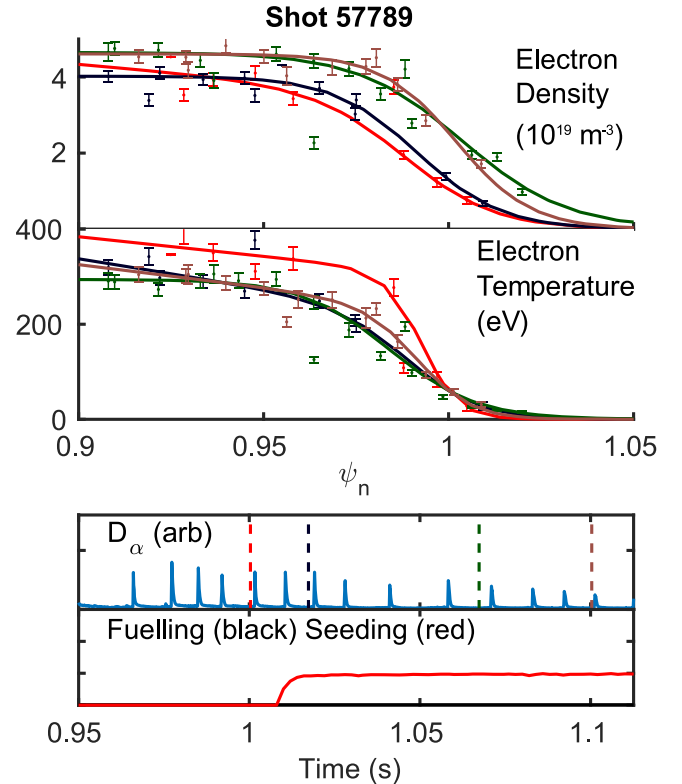 Shot 57789
Electron
Density
(10¹⁹ m⁻³)
4
2
400
Electron
Temperature
(eV)
200
0
0.9 0.95 1 1.05
ψₙ
D_α (arb)
Fuelling (black) Seeding (red)
0.95 1 1.05 1.1
Time (s)